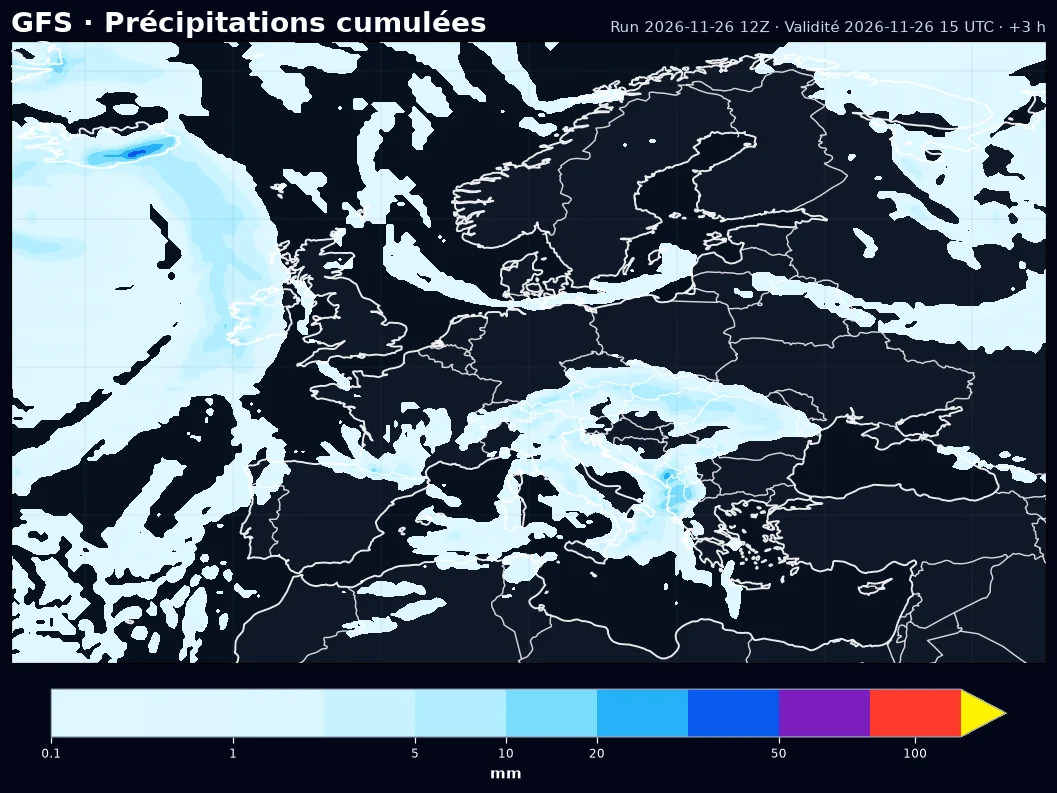 GFS · Précipitations cumulées
Run 2026-11-26 12Z · Validité 2026-11-26 15 UTC · +3 h
0.1 1 5 10 20 50 100
mm